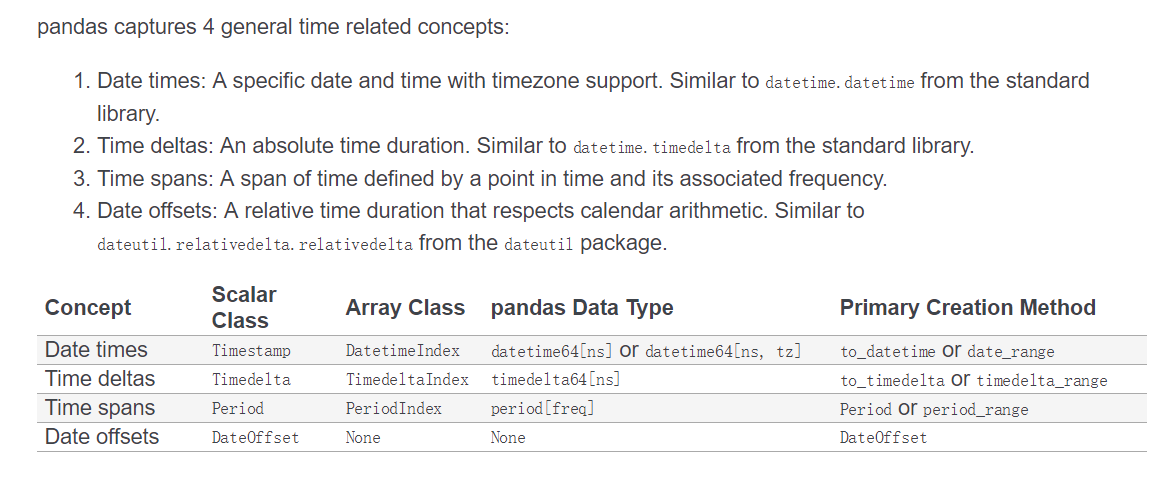 pandas captures 4 general time related concepts:
1. Date times: A specific date and time with timezone support. Similar to datetime.datetime from the standard
library.
2. Time deltas: An absolute time duration. Similar to datetime.timedelta from the standard library.
3. Time spans: A span of time defined by a point in time and its associated frequency.
4. Date offsets: A relative time duration that respects calendar arithmetic. Similar to
dateutil.relativedelta.relativedelta from the dateutil package.
Concept Scalar Class Array Class pandas Data Type Primary Creation Method
Date times Timestamp DatetimeIndex datetime64[ns] or datetime64[ns, tz] to_datetime or date_range
Time deltas Timedelta TimedeltaIndex timedelta64[ns] to_timedelta or timedelta_range
Time spans Period PeriodIndex period[freq] Period or period_range
Date offsets DateOffset None None DateOffset